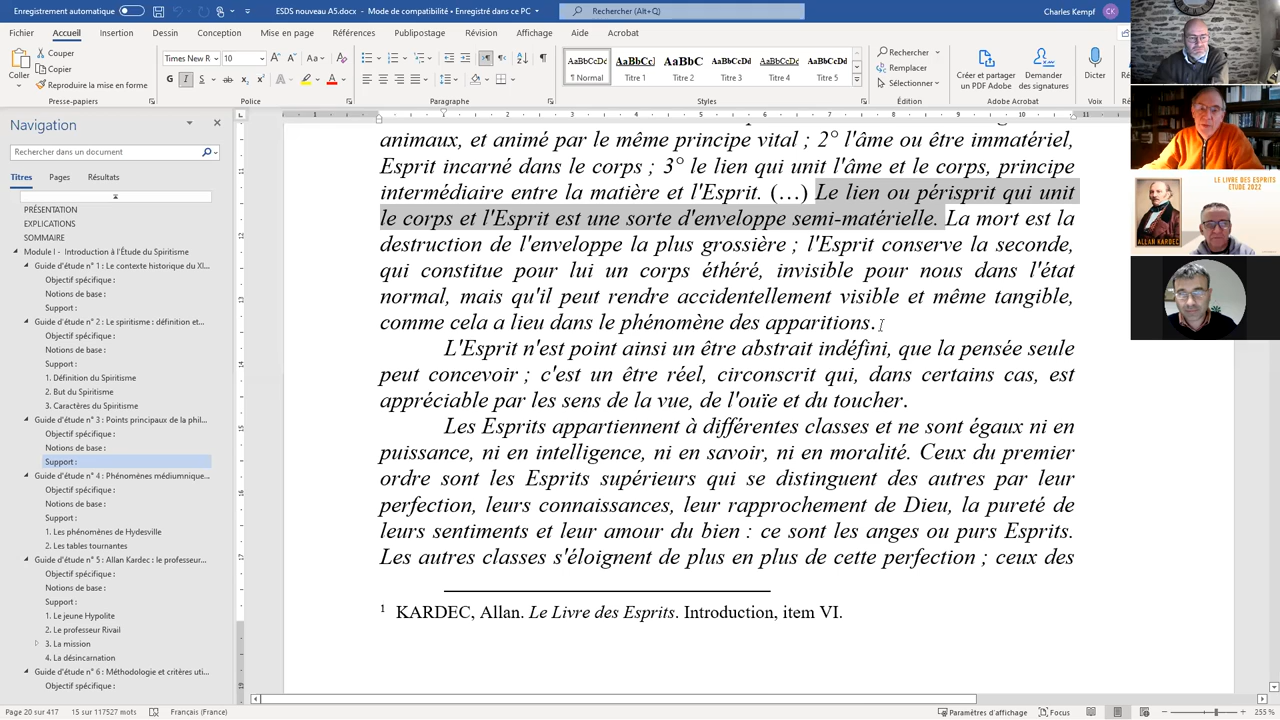 Enregistrement automatique
ESDS nouveau A5.docx - Mode de compatibilité • Enregistré dans ce PC
Rechercher (Alt+Q)
Charles Kempf
CK
Fichier Accueil Insertion Dessin Conception Mise en page Références Publipostage Révision Affichage Aide Acrobat
Coller
Couper
Copier
Reproduire la mise en forme
Presse-papiers
Times New R 10
G I S
Police
Paragraphe
AaBbCcDc AaBbCc AaBbC AaBbCcDc AaBbCcDc AaBbCcDc
¶ Normal Titre 1 Titre 2 Titre 3 Titre 4 Titre 5
Styles
Rechercher
Remplacer
Sélectionner
Édition
Créer et partager un PDF Adobe
Demander des signatures
Adobe Acrobat
Dicter
Voix
Navigation
Rechercher dans un document
Titres Pages Résultats
PRÉSENTATION
EXPLICATIONS
SOMMAIRE
Module I - Introduction à l'Étude du Spiritisme
Guide d'étude n° 1 : Le contexte historique du XI...
Objectif spécifique :
Notions de base :
Support :
Guide d'étude n° 2 : Le spiritisme : définition et...
Objectif spécifique :
Notions de base :
Support :
1. Définition du Spiritisme
2. But du Spiritisme
3. Caractères du Spiritisme
Guide d'étude n° 3 : Points principaux de la phil...
Objectif spécifique :
Notions de base :
Support :
Guide d'étude n° 4 : Phénomènes médiumnique...
Objectif spécifique :
Notions de base :
Support :
1. Les phénomènes de Hydesville
2. Les tables tournantes
Guide d'étude n° 5 : Allan Kardec : le professeur...
Objectif spécifique :
Notions de base :
Support :
1. Le jeune Hypolite
2. Le professeur Rivail
3. La mission
4. La désincarnation
Guide d'étude n° 6 : Méthodologie et critères uti...
Objectif spécifique :
animaux, et animé par le même principe vital ; 2° l'âme ou être immatériel,
Esprit incarné dans le corps ; 3° le lien qui unit l'âme et le corps, principe
intermédiaire entre la matière et l'Esprit. (…) Le lien ou périsprit qui unit
le corps et l'Esprit est une sorte d'enveloppe semi-matérielle. La mort est la
destruction de l'enveloppe la plus grossière ; l'Esprit conserve la seconde,
qui constitue pour lui un corps éthéré, invisible pour nous dans l'état
normal, mais qu'il peut rendre accidentellement visible et même tangible,
comme cela a lieu dans le phénomène des apparitions.
L'Esprit n'est point ainsi un être abstrait indéfini, que la pensée seule
peut concevoir ; c'est un être réel, circonscrit qui, dans certains cas, est
appréciable par les sens de la vue, de l'ouïe et du toucher.
Les Esprits appartiennent à différentes classes et ne sont égaux ni en
puissance, ni en intelligence, ni en savoir, ni en moralité. Ceux du premier
ordre sont les Esprits supérieurs qui se distinguent des autres par leur
perfection, leurs connaissances, leur rapprochement de Dieu, la pureté de
leurs sentiments et leur amour du bien : ce sont les anges ou purs Esprits.
Les autres classes s'éloignent de plus en plus de cette perfection ; ceux des
1 KARDEC, Allan. Le Livre des Esprits. Introduction, item VI.
LE LIVRE DES ESPRITS
ETUDE 2022
ALLAN KARDEC
Page 20 sur 417 15 sur 117527 mots Français (France) Paramètres d'affichage Focus 255 %